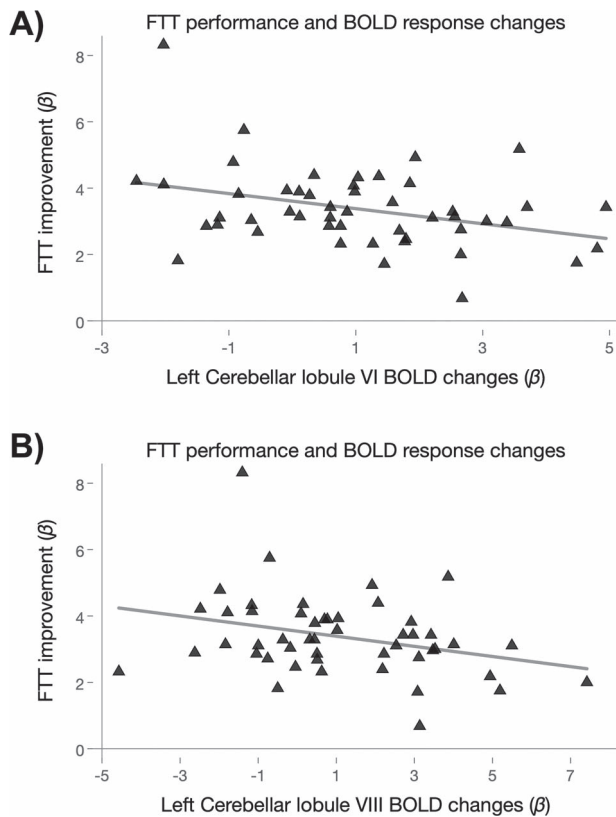 A)
FTT performance and BOLD response changes
FTT improvement (β)
8
6
4
2
0
-3 -1 1 3 5
Left Cerebellar lobule VI BOLD changes (β)
B)
FTT performance and BOLD response changes
FTT improvement (β)
8
6
4
2
0
-5 -3 -1 1 3 5 7
Left Cerebellar lobule VIII BOLD changes (β)